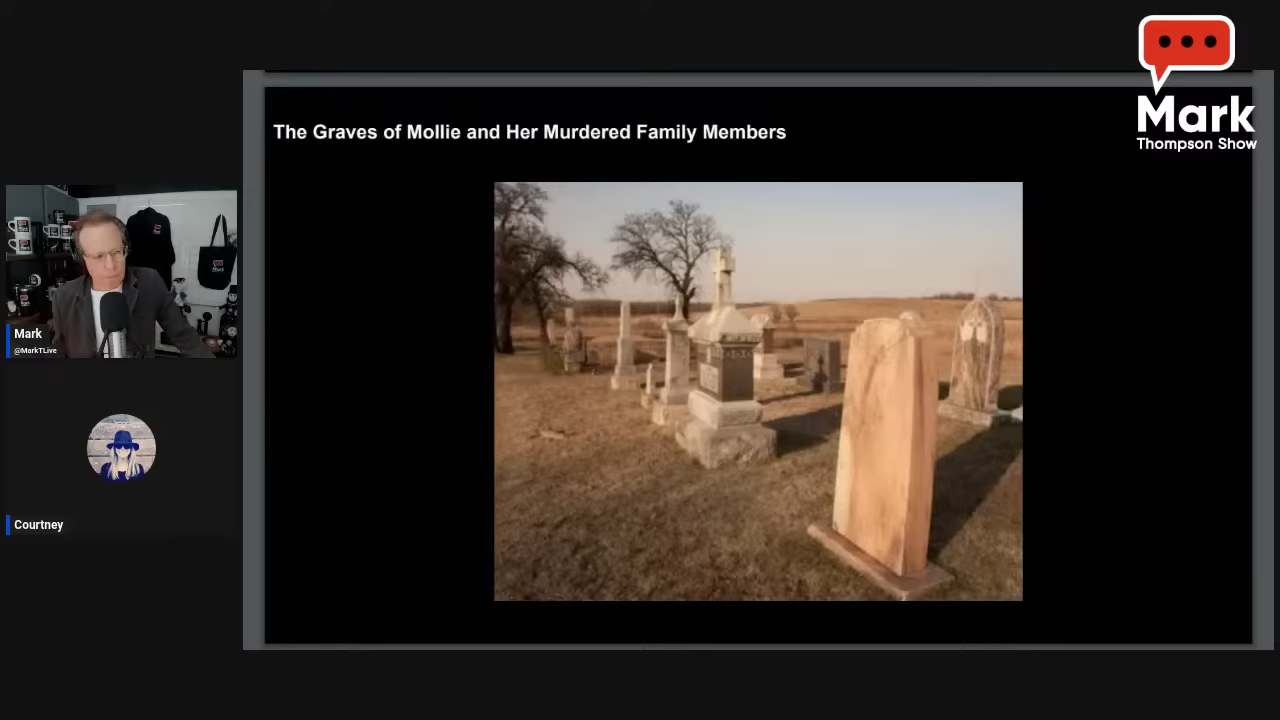 Mark
Thompson Show
The Graves of Mollie and Her Murdered Family Members
Mark
@MarkTLive
Courtney